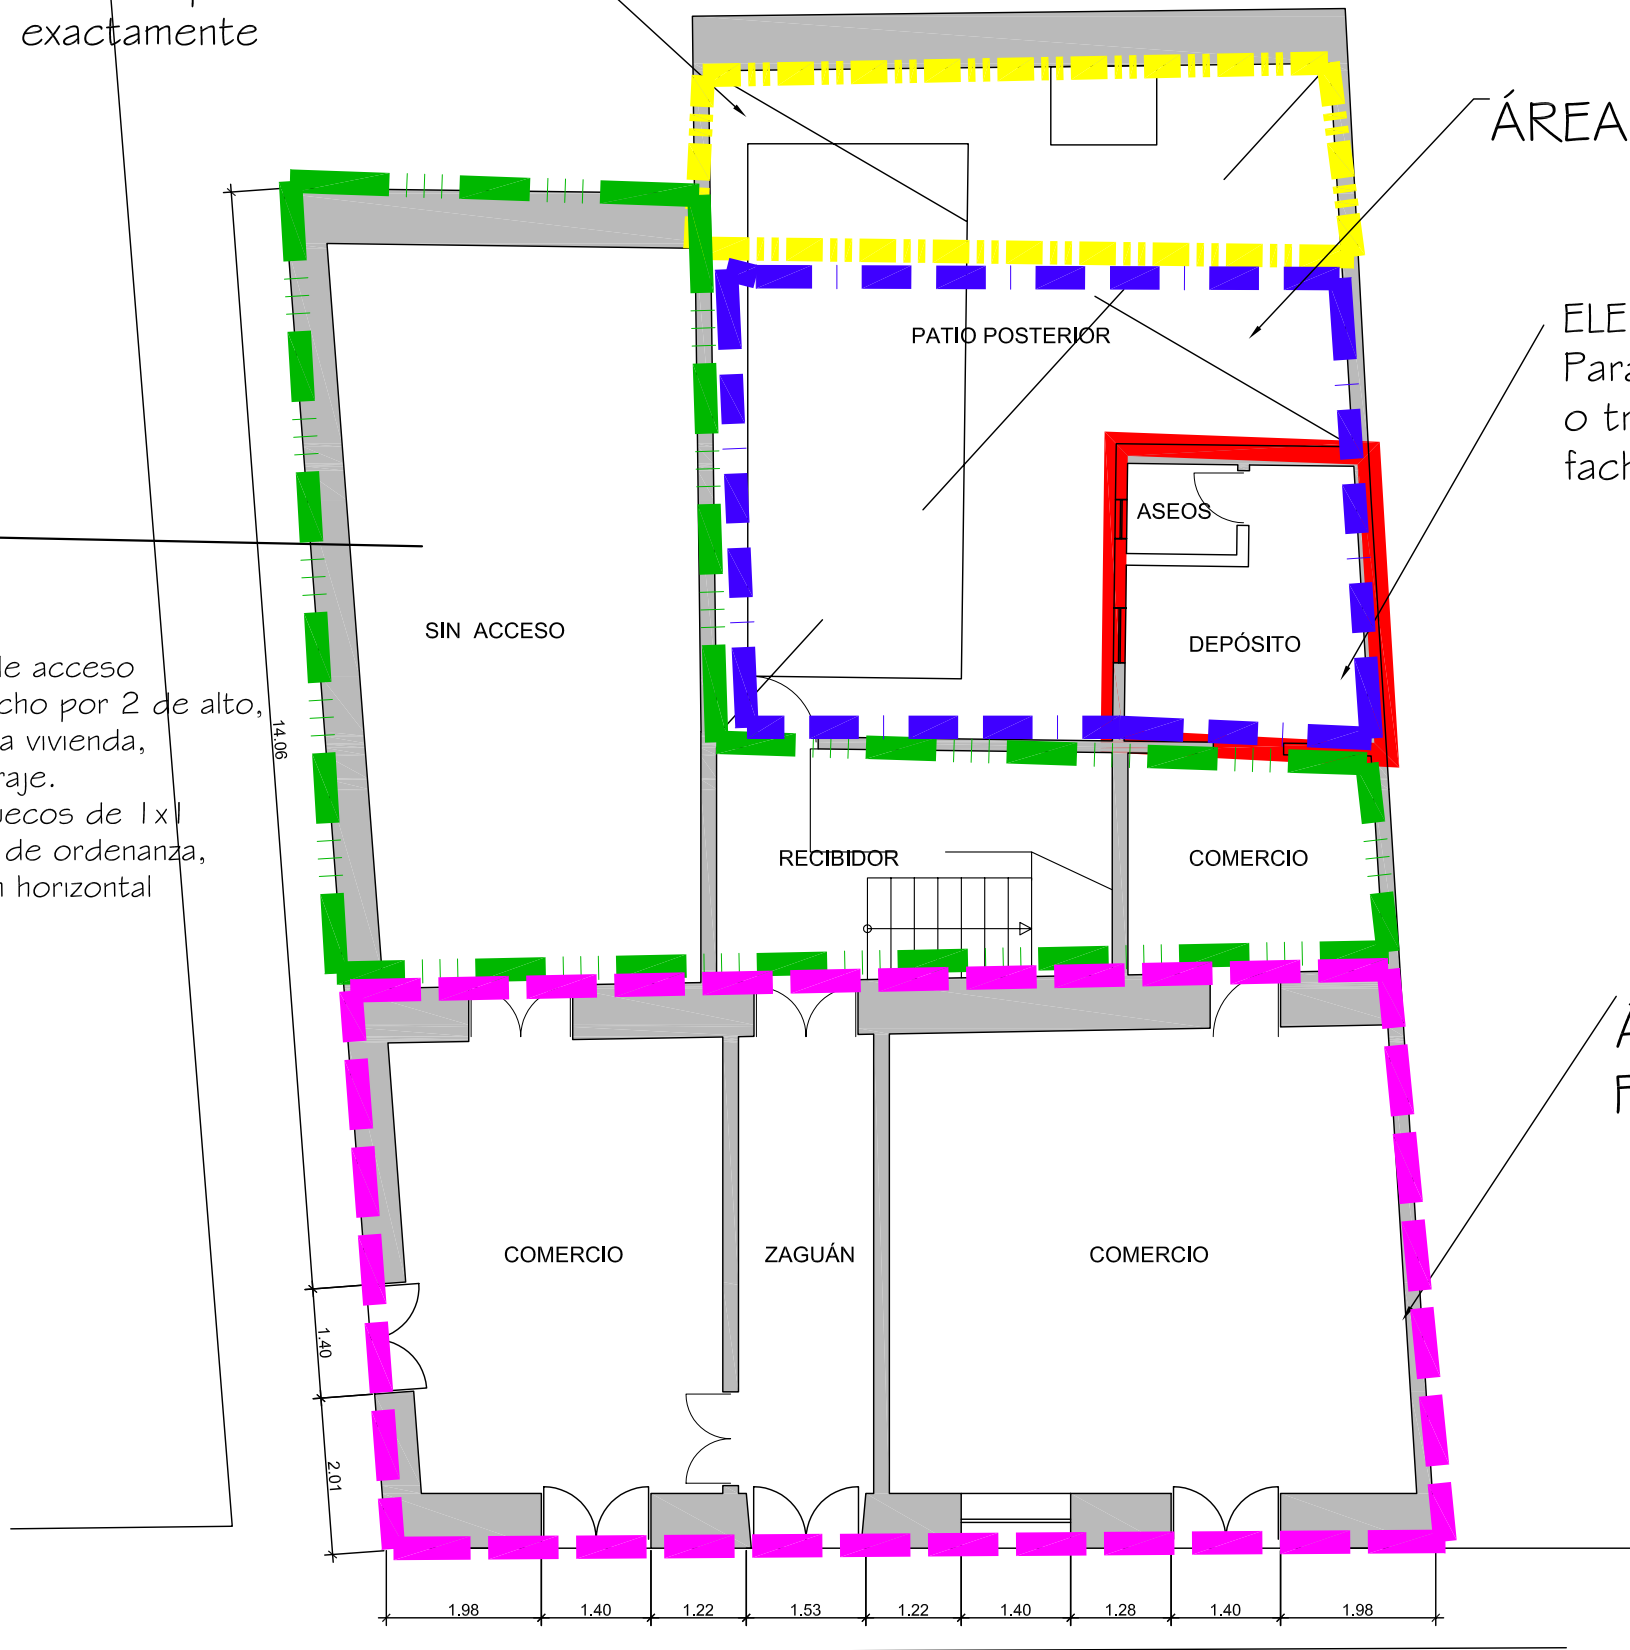 exactamente
ÁREA
PATIO POSTERIOR
ELE
Para
o tr
fach
ASEOS
SIN ACCESO
DEPÓSITO
de acceso
cho por 2 de alto,
a vivienda,
raje.
uecos de 1x1
de ordenanza,
n horizontal
14.06
RECIBIDOR
COMERCIO
COMERCIO
ZAGUÁN
COMERCIO
1.40
2.01
1.98
1.40
1.22
1.53
1.22
1.40
1.28
1.40
1.98